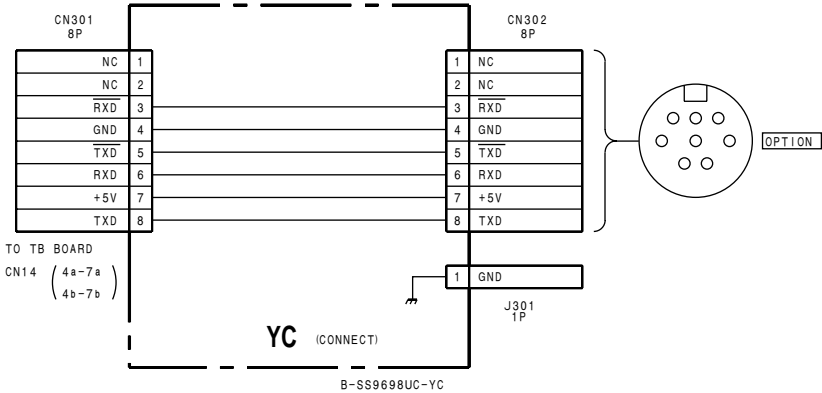 CN301
8P
CN302
8P
NC 1
1 NC
NC 2
2 NC
RXD 3
3 RXD
GND 4
4 GND
TXD 5
5 TXD
RXD 6
6 RXD
+5V 7
7 +5V
TXD 8
8 TXD
OPTION
TO TB BOARD
CN14 (4a-7a
4b-7b)
1 GND
J301
1P
YC (CONNECT)
B-SS9698UC-YC